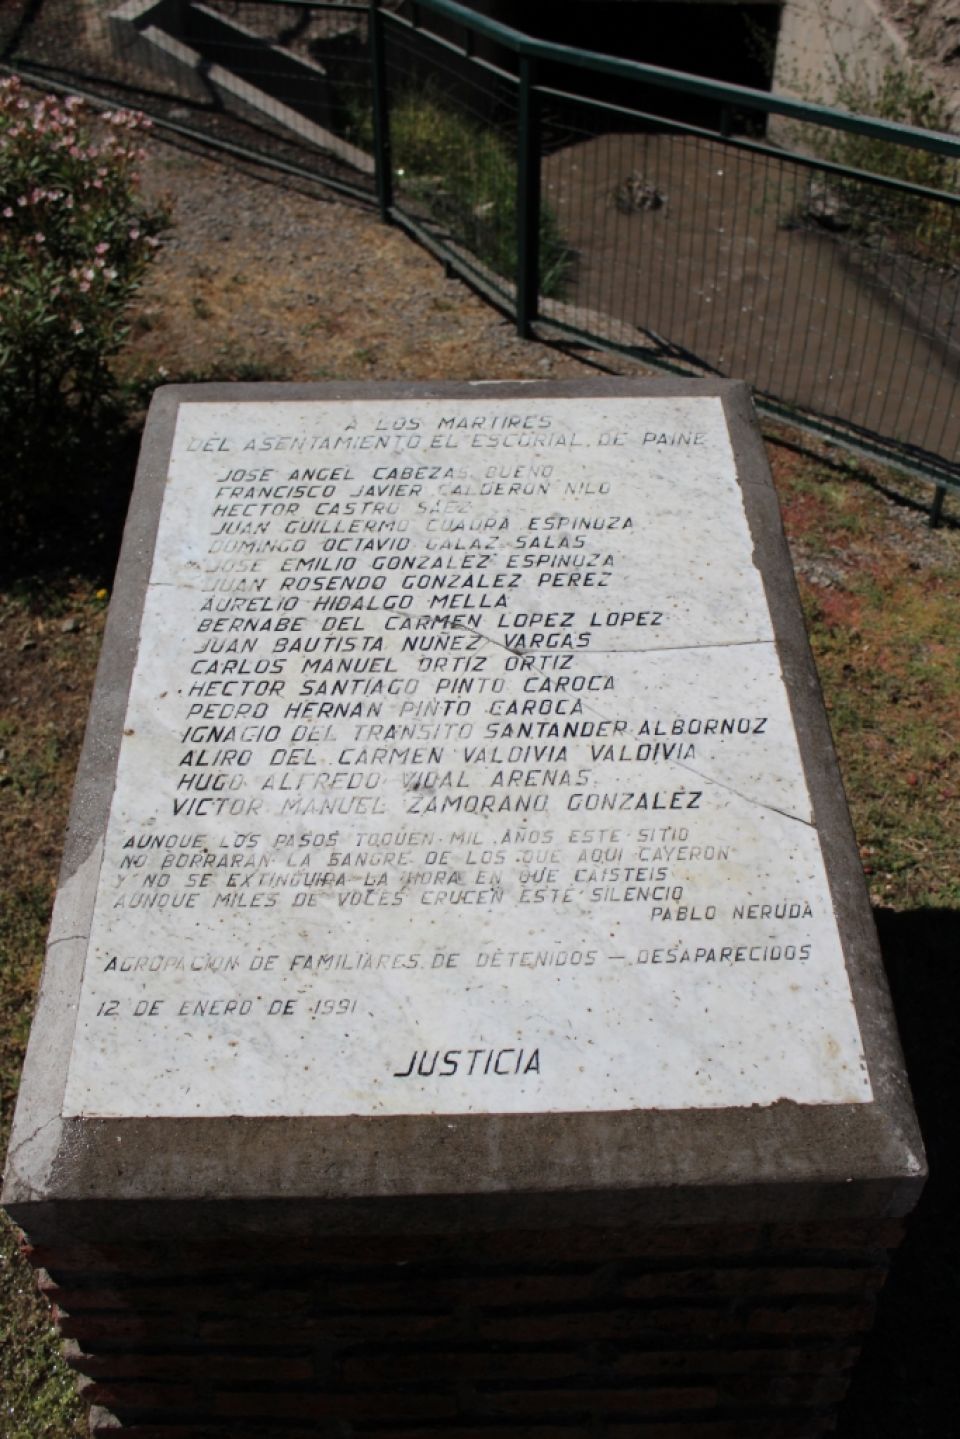 A LOS MARTIRES
DEL ASENTAMIENTO EL ESCORIAL DE PAINE
JOSE ANGEL CABEZAS BUENO
FRANCISCO JAVIER CALDERON NILO
HECTOR CASTRO SAEZ
JUAN GUILLERMO CUADRA ESPINOZA
DOMINGO OCTAVIO GALAZ SALAS
JOSE EMILIO GONZALEZ ESPINOZA
JUAN ROSENDO GONZALEZ PEREZ
AURELIO HIDALGO MELLA
BERNABE DEL CARMEN LOPEZ LOPEZ
JUAN BAUTISTA NUÑEZ VARGAS
CARLOS MANUEL ORTIZ ORTIZ
HECTOR SANTIAGO PINTO CAROCA
PEDRO HERNAN PINTO CAROCA
IGNACIO DEL TRANSITO SANTANDER ALBORNOZ
ALIRO DEL CARMEN VALDIVIA VALDIVIA
HUGO ALFREDO VIDAL ARENAS
VICTOR MANUEL ZAMORANO GONZALEZ
AUNQUE LOS PASOS TOQUEN MIL AÑOS ESTE SITIO
NO BORRARAN LA SANGRE DE LOS QUE AQUI CAYERON
Y NO SE EXTINGUIRA LA HORA EN QUE CAISTEIS
AUNQUE MILES DE VOCES CRUCEN ESTE SILENCIO
PABLO NERUDA
AGRUPACION DE FAMILIARES DE DETENIDOS - DESAPARECIDOS
12 DE ENERO DE 1991
JUSTICIA